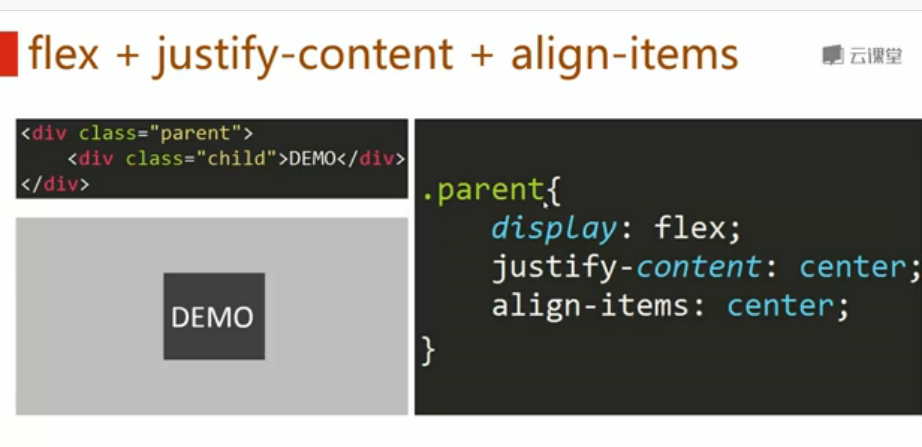 flex + justify-content + align-items
云课堂
<div class="parent">
<div class="child">DEMO</div>
</div>
DEMO
.parent{
display: flex;
justify-content: center;
align-items: center;
}